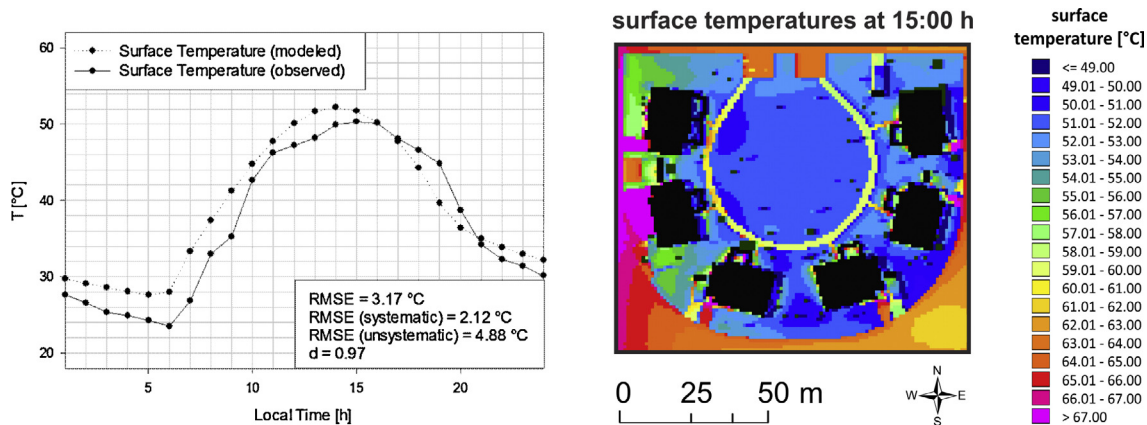 60
50
40
30
20
T [°C]
Surface Temperature (modeled)
Surface Temperature (observed)
RMSE = 3.17 °C
RMSE (systematic) = 2.12 °C
RMSE (unsystematic) = 4.88 °C
d = 0.97
5 10 15 20
Local Time [h]
surface temperatures at 15:00 h
0 25 50 m
N
W E
S
surface
temperature [°C]
<= 49.00
49.01 - 50.00
50.01 - 51.00
51.01 - 52.00
52.01 - 53.00
53.01 - 54.00
54.01 - 55.00
55.01 - 56.00
56.01 - 57.00
57.01 - 58.00
58.01 - 59.00
59.01 - 60.00
60.01 - 61.00
61.01 - 62.00
62.01 - 63.00
63.01 - 64.00
64.01 - 65.00
65.01 - 66.00
66.01 - 67.00
> 67.00